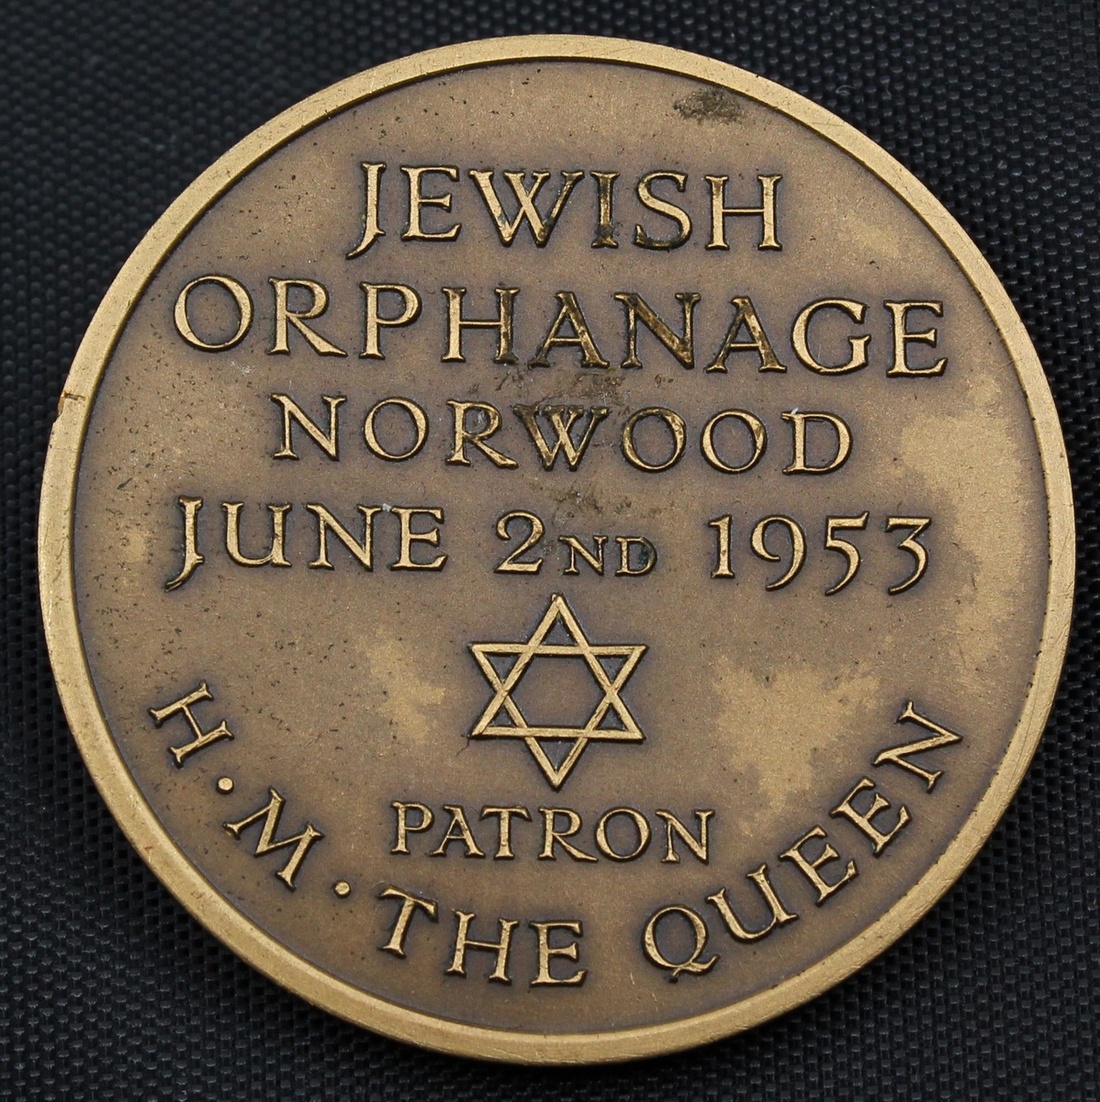 JEWISH
ORPHANAGE
NORWOOD
JUNE 2ND 1953
PATRON
H·M·THE QUEEN